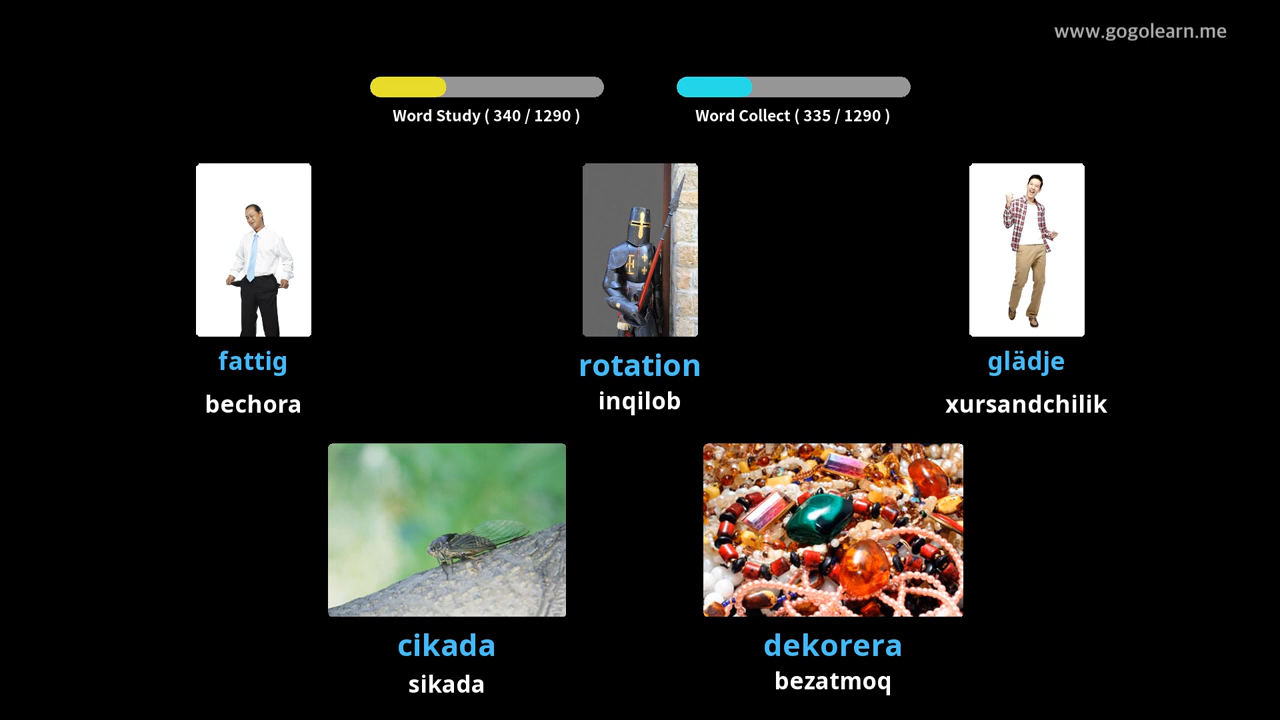 www.gogolearn.me
Word Study ( 340 / 1290 )
Word Collect ( 335 / 1290 )
fattig
bechora
rotation
inqilob
glädje
xursandchilik
cikada
sikada
dekorera
bezatmoq